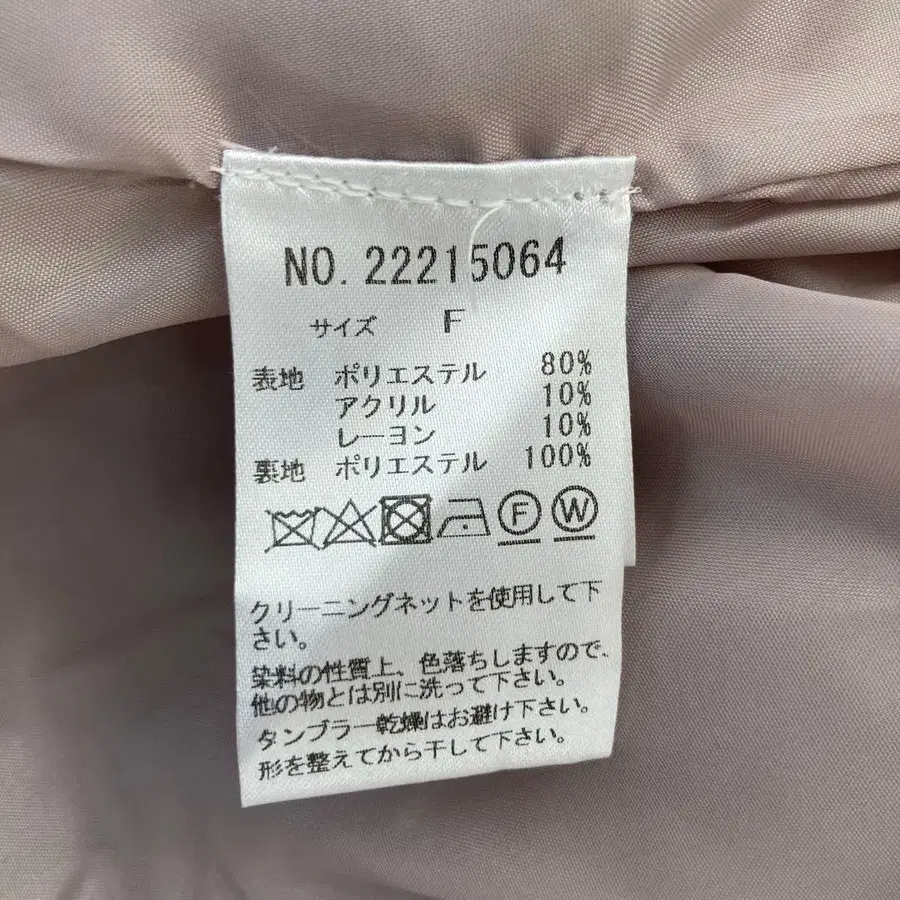 NO. 22215064
サイズ F
表地 ポリエステル 80%
アクリル 10%
レーヨン 10%
裏地 ポリエステル 100%
F W
クリーニングネットを使用して下
さい。
染料の性質上、色落ちしますので、
他の物とは別に洗って下さい。
タンブラー乾燥はお避け下さい。
形を整えてから干して下さい。